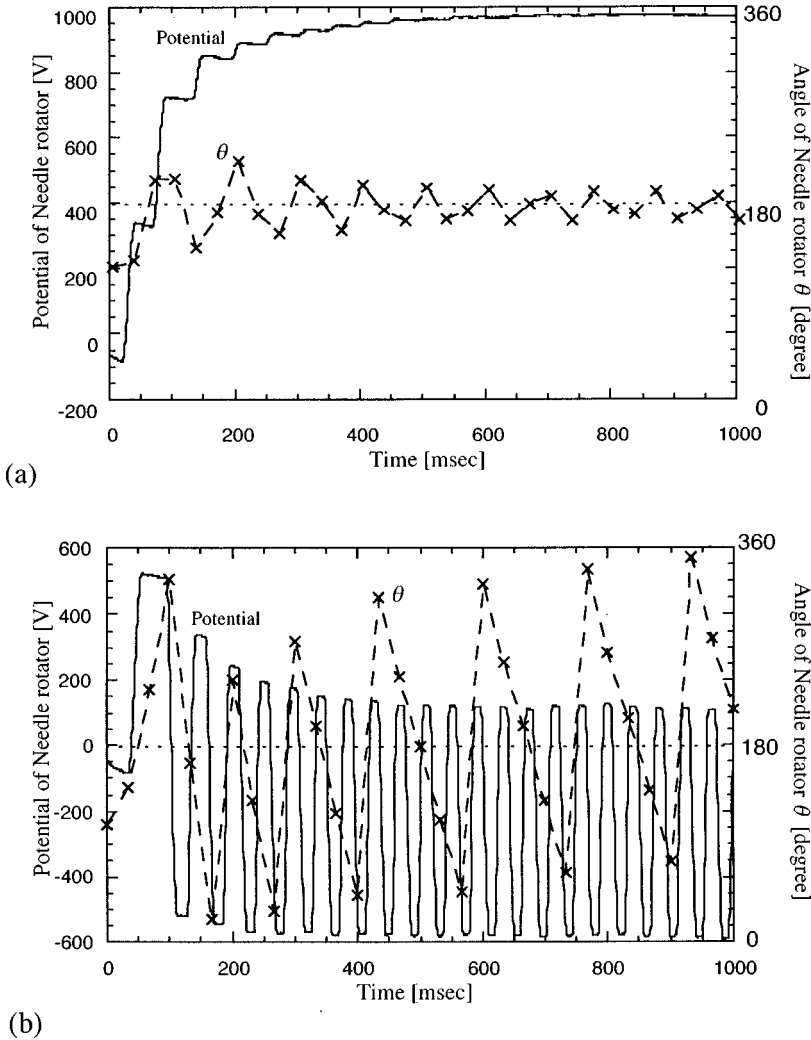 1000
800
600
400
200
0
-200
Potential of Needle rotator [V]
Potential
θ
360
180
0
Angle of Needle rotator θ [degree]
0 200 400 600 800 1000
Time [msec]
(a)
600
400
200
0
-200
-400
-600
Potential of Needle rotator [V]
Potential
θ
360
180
0
Angle of Needle rotator θ [degree]
0 200 400 600 800 1000
Time [msec]
(b)